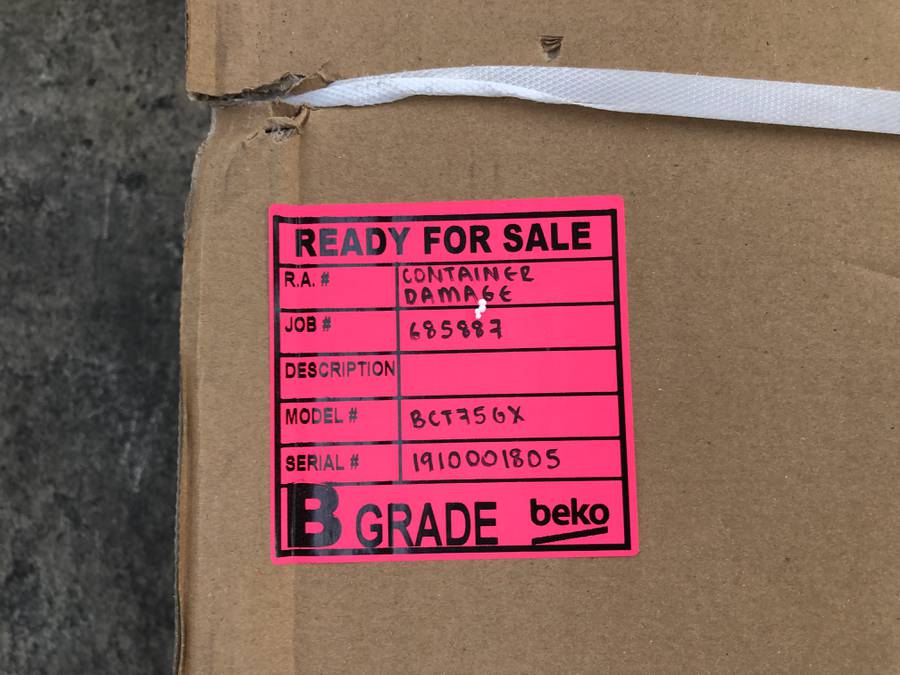 READY FOR SALE
R.A. # CONTAINER
DAMAGE
JOB # 685887
DESCRIPTION
MODEL # BCT75GX
SERIAL # 1910001805
B GRADE beko